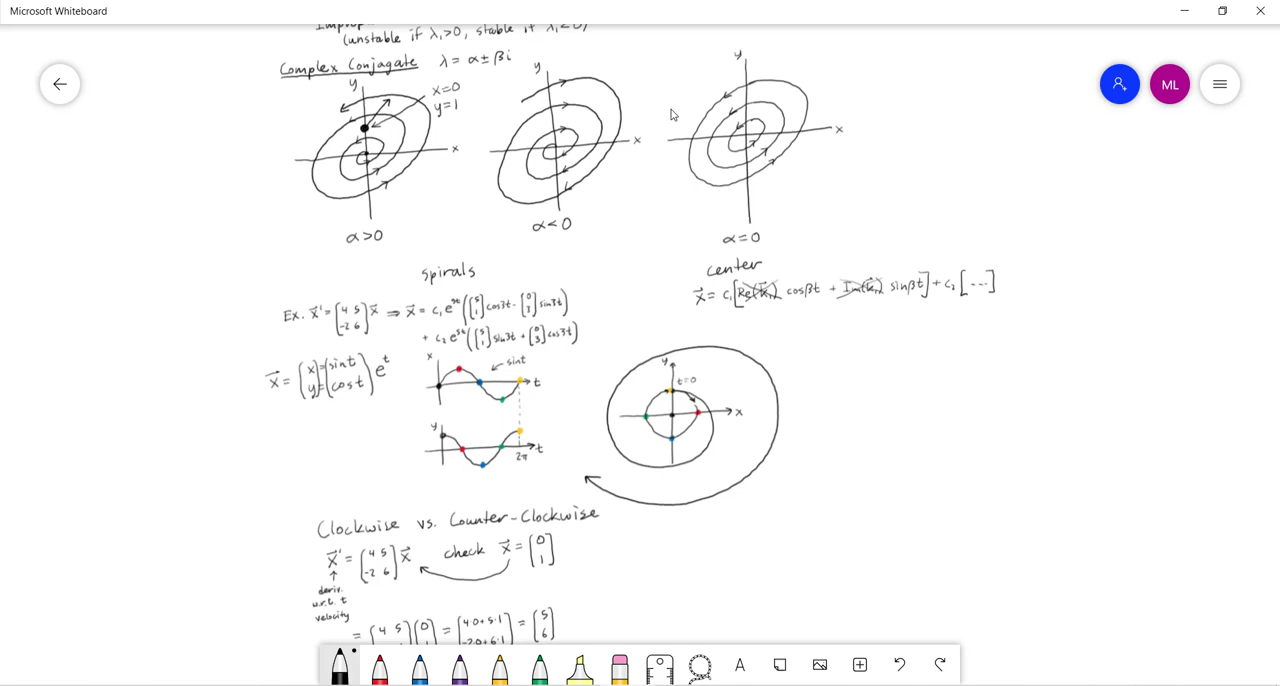 Microsoft Whiteboard
(unstable if λ₁>0, stable if λ₁<0)
Complex Conjugate λ = α ± βi
y
x=0
y=1
x
α>0
y
x
α<0
y
x
α=0
spirals
center
x⃗ = c₁[Re(k⃗₁) cosβt + Im(k⃗₁) sinβt] + c₂[...]
Ex. x⃗' = [4 5; -2 6] x⃗ ⇒ x⃗ = c₁e^{5t}([5; 1] cos3t - [0; 3] sin3t)
+ c₂e^{5t}([5; 1] sin3t + [0; 3] cos3t)
x⃗ = (x = sint; y = cost) e^t
x
sint
t
y
t
2π
y
t=0
x
Clockwise vs. Counter-Clockwise
x⃗' = [4 5; -2 6] x⃗ check x⃗ = [0; 1]
↑
deriv.
w.r.t. t
velocity
= [4 5] [0] = [4·0+5·1; -2·0+6·1] = [5; 6]
ML
A